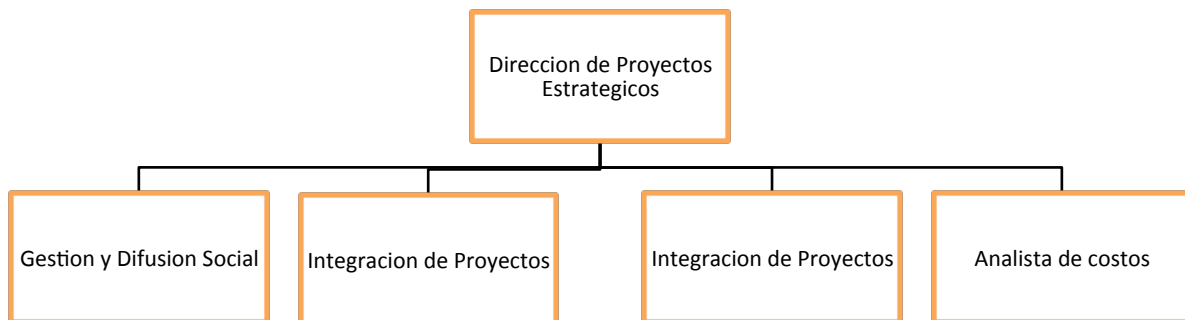 Direccion de Proyectos
Estrategicos
Gestion y Difusion Social
Integracion de Proyectos
Integracion de Proyectos
Analista de costos